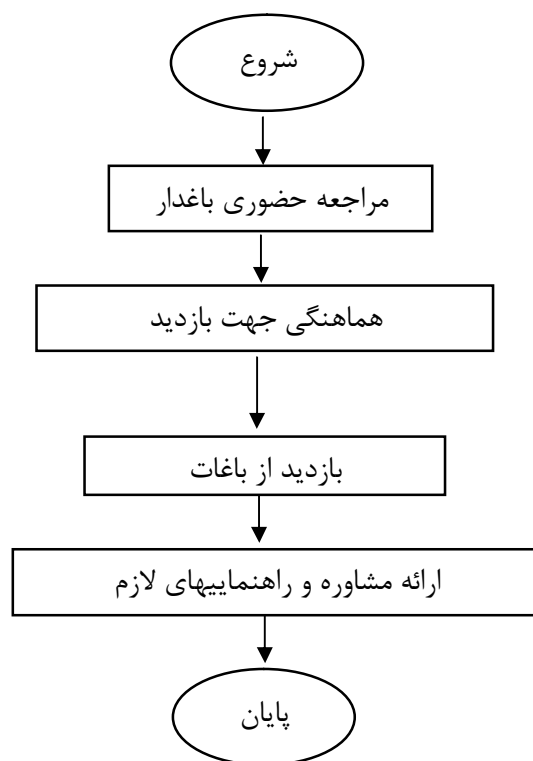 شروع
مراجعه حضوری باغدار
هماهنگی جهت بازدید
بازدید از باغات
ارائه مشاوره و راهنماییهای لازم
پایان